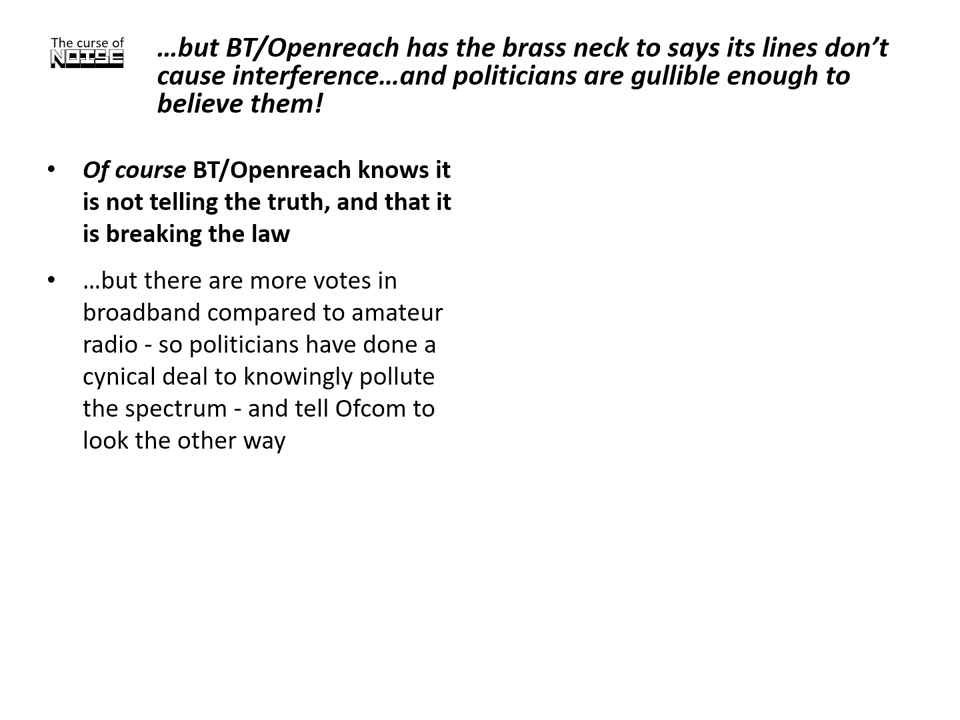 The curse of
NOISE
…but BT/Openreach has the brass neck to says its lines don’t
cause interference…and politicians are gullible enough to
believe them!
• Of course BT/Openreach knows it
is not telling the truth, and that it
is breaking the law
• …but there are more votes in
broadband compared to amateur
radio - so politicians have done a
cynical deal to knowingly pollute
the spectrum - and tell Ofcom to
look the other way